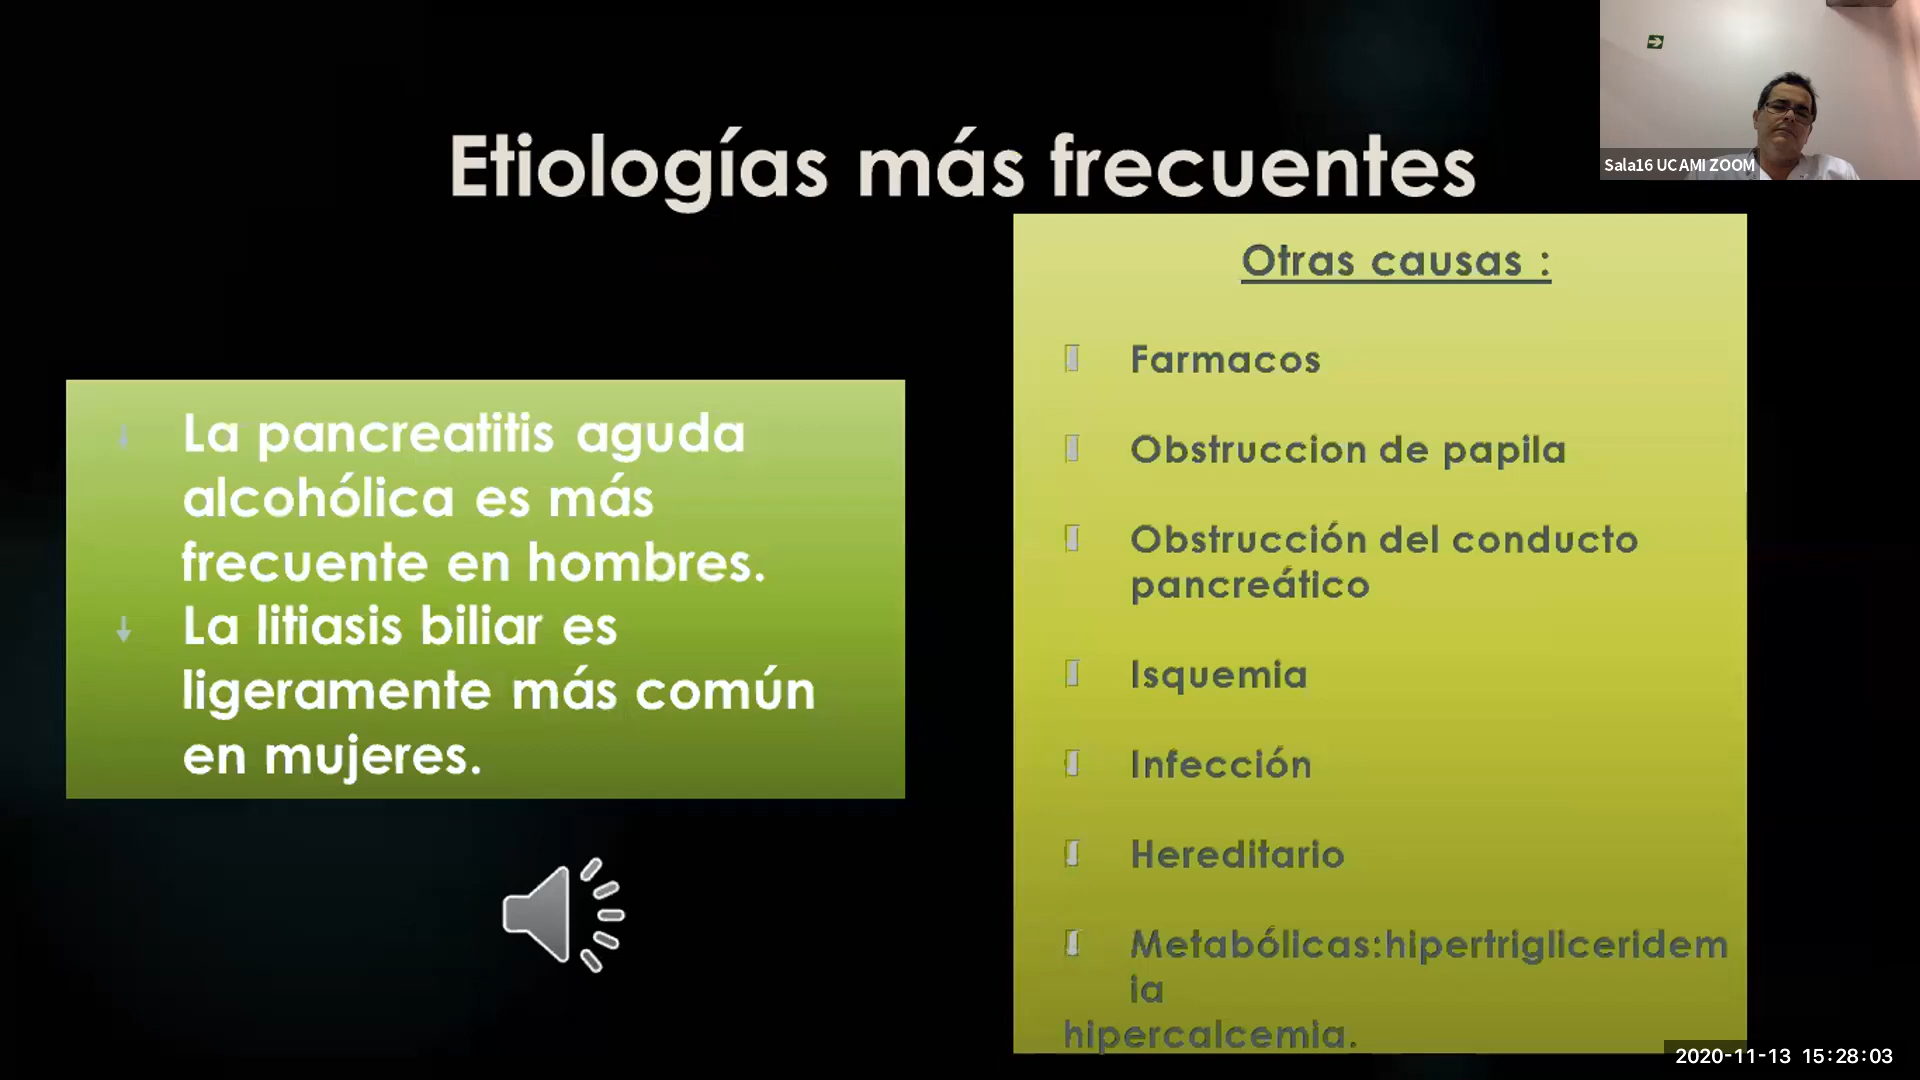 Etiologías más frecuentes
Sala16 UCAMI ZOOM
La pancreatitis aguda
alcohólica es más
frecuente en hombres.
La litiasis biliar es
ligeramente más común
en mujeres.
Otras causas :
Farmacos
Obstruccion de papila
Obstrucción del conducto
pancreático
Isquemia
Infección
Hereditario
Metabólicas:hipertrigliceridem
ia
hipercalcemia.
2020-11-13 15:28:03